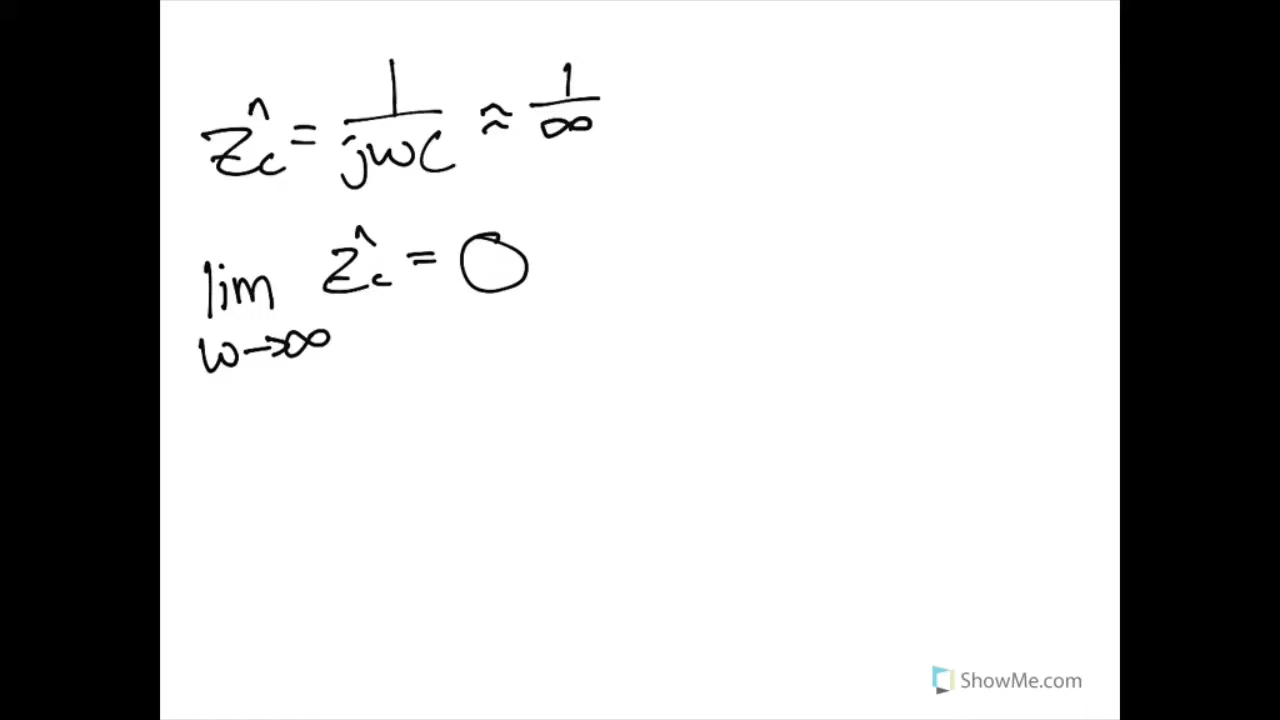 Ẑc = 1/jωC ≈ 1/∞
lim Ẑc = 0
ω→∞
ShowMe.com